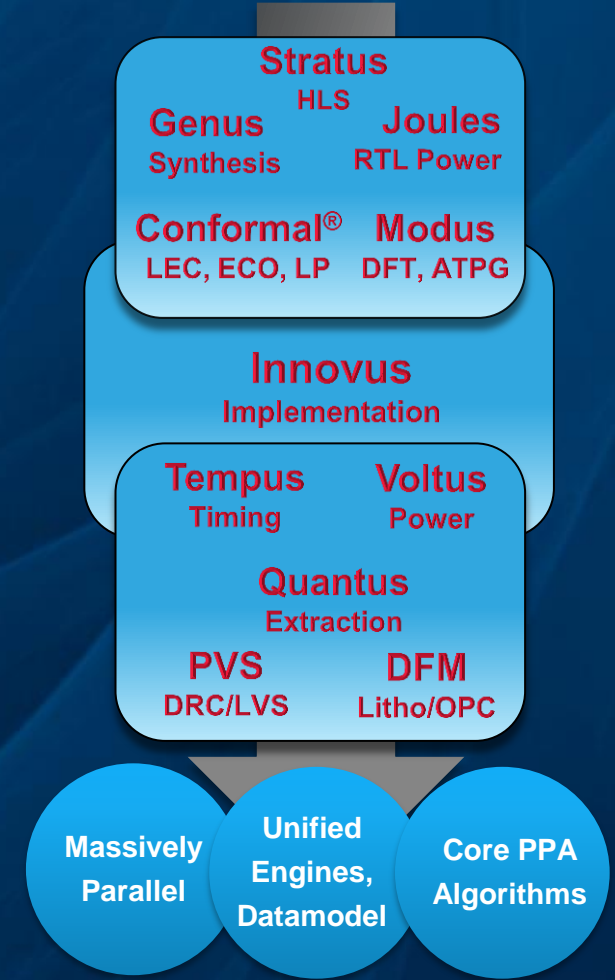 Stratus
HLS
Genus
Synthesis
Joules
RTL Power
Conformal®
LEC, ECO, LP
Modus
DFT, ATPG
Innovus
Implementation
Tempus
Timing
Voltus
Power
Quantus
Extraction
PVS
DRC/LVS
DFM
Litho/OPC
Massively
Parallel
Unified
Engines,
Datamodel
Core PPA
Algorithms